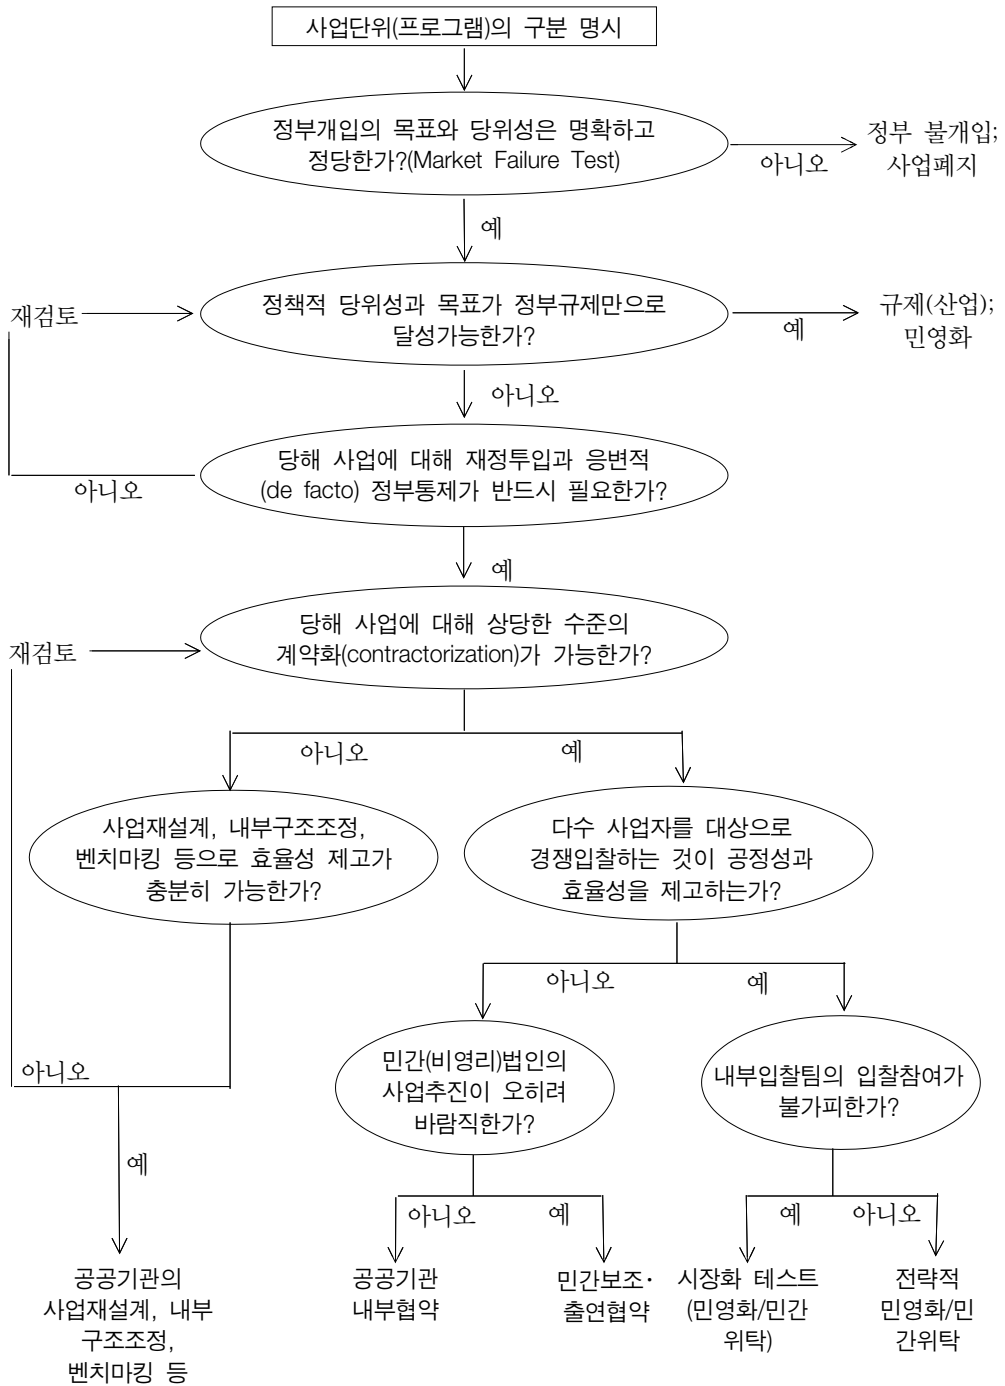 사업단위(프로그램)의 구분 명시
정부개입의 목표와 당위성은 명확하고
정당한가?(Market Failure Test)
아니오
정부 불개입;
사업폐지
예
재검토
정책적 당위성과 목표가 정부규제만으로
달성가능한가?
예
규제(산업);
민영화
아니오
당해 사업에 대해 재정투입과 응변적
(de facto) 정부통제가 반드시 필요한가?
아니오
예
재검토
당해 사업에 대해 상당한 수준의
계약화(contractorization)가 가능한가?
아니오
예
사업재설계, 내부구조조정,
벤치마킹 등으로 효율성 제고가
충분히 가능한가?
다수 사업자를 대상으로
경쟁입찰하는 것이 공정성과
효율성을 제고하는가?
아니오
예
민간(비영리)법인의
사업추진이 오히려
바람직한가?
내부입찰팀의 입찰참여가
불가피한가?
아니오
예
아니오
예
예
아니오
공공기관의
사업재설계, 내부
구조조정,
벤치마킹 등
공공기관
내부협약
민간보조·
출연협약
시장화 테스트
(민영화/민간
위탁)
전략적
민영화/민
간위탁